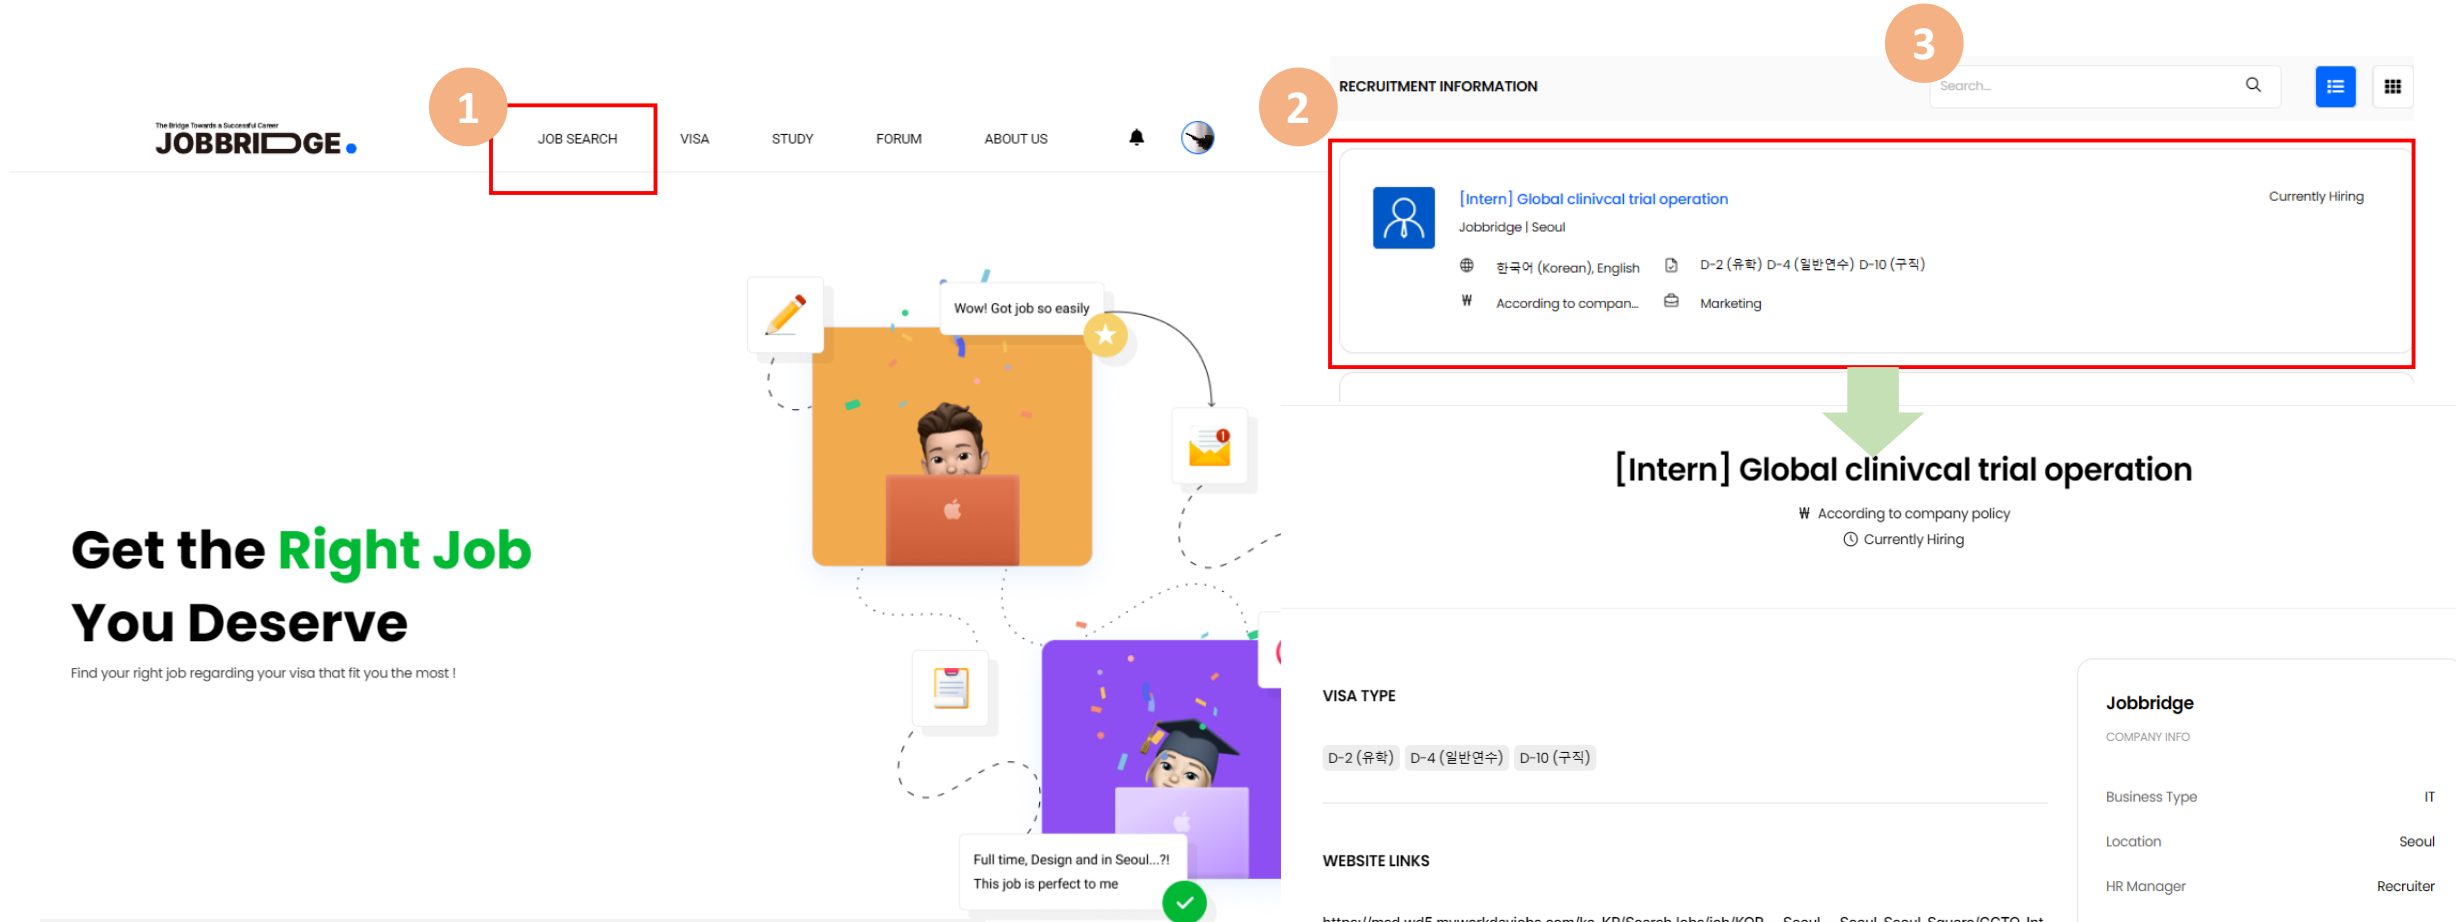 1
The Bridge Towards a Successful Career
JOBBRIDGE
JOB SEARCH
VISA
STUDY
FORUM
ABOUT US
Wow! Got job so easily
1
Get the Right Job
You Deserve
Find your right job regarding your visa that fit you the most !
Full time, Design and in Seoul...?!
This job is perfect to me
2
3
RECRUITMENT INFORMATION
Search...
[Intern] Global clinivcal trial operation
Currently Hiring
Jobbridge | Seoul
한국어 (Korean), English
D-2 (유학) D-4 (일반연수) D-10 (구직)
₩ According to compan...
Marketing
[Intern] Global clinivcal trial operation
₩ According to company policy
Currently Hiring
VISA TYPE
D-2 (유학) D-4 (일반연수) D-10 (구직)
WEBSITE LINKS
Jobbridge
COMPANY INFO
Business Type IT
Location Seoul
HR Manager Recruiter